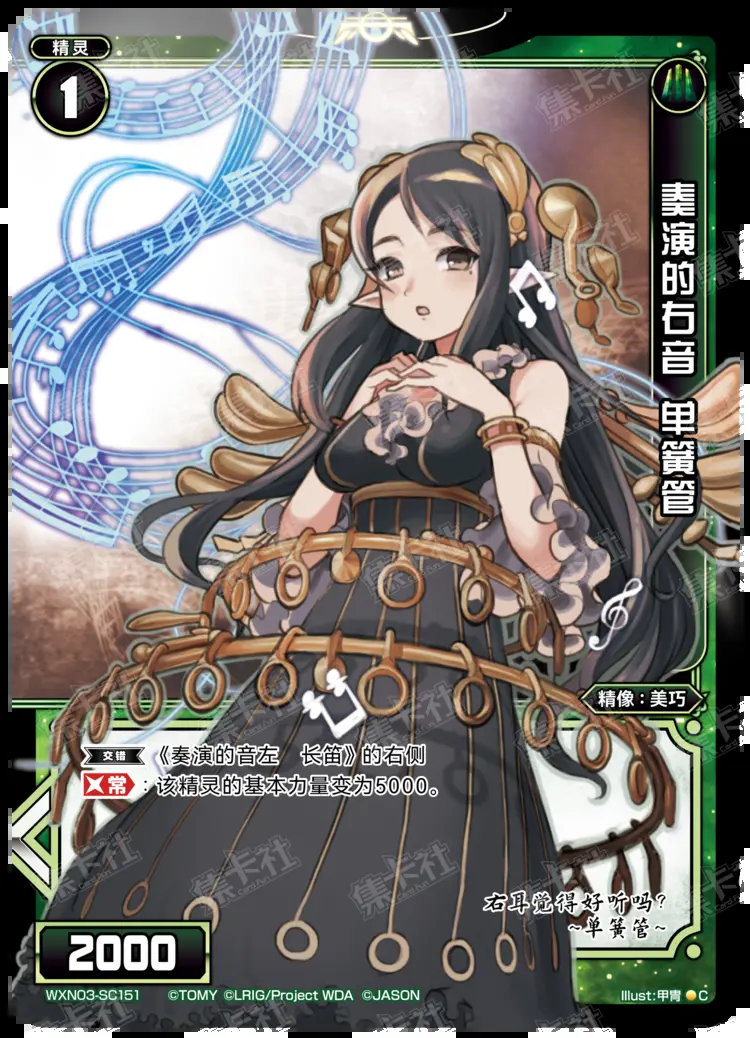 精灵
1
奏演的右音 单簧管
精像：美巧
交错 《奏演的音左 长笛》的右侧
常：该精灵的基本力量变为5000。
右耳觉得好听吗？
~单簧管~
2000
WXN03-SC151 ©TOMY ©LRIG/Project WDA ©JASON
Illust:甲胄 C
集卡社